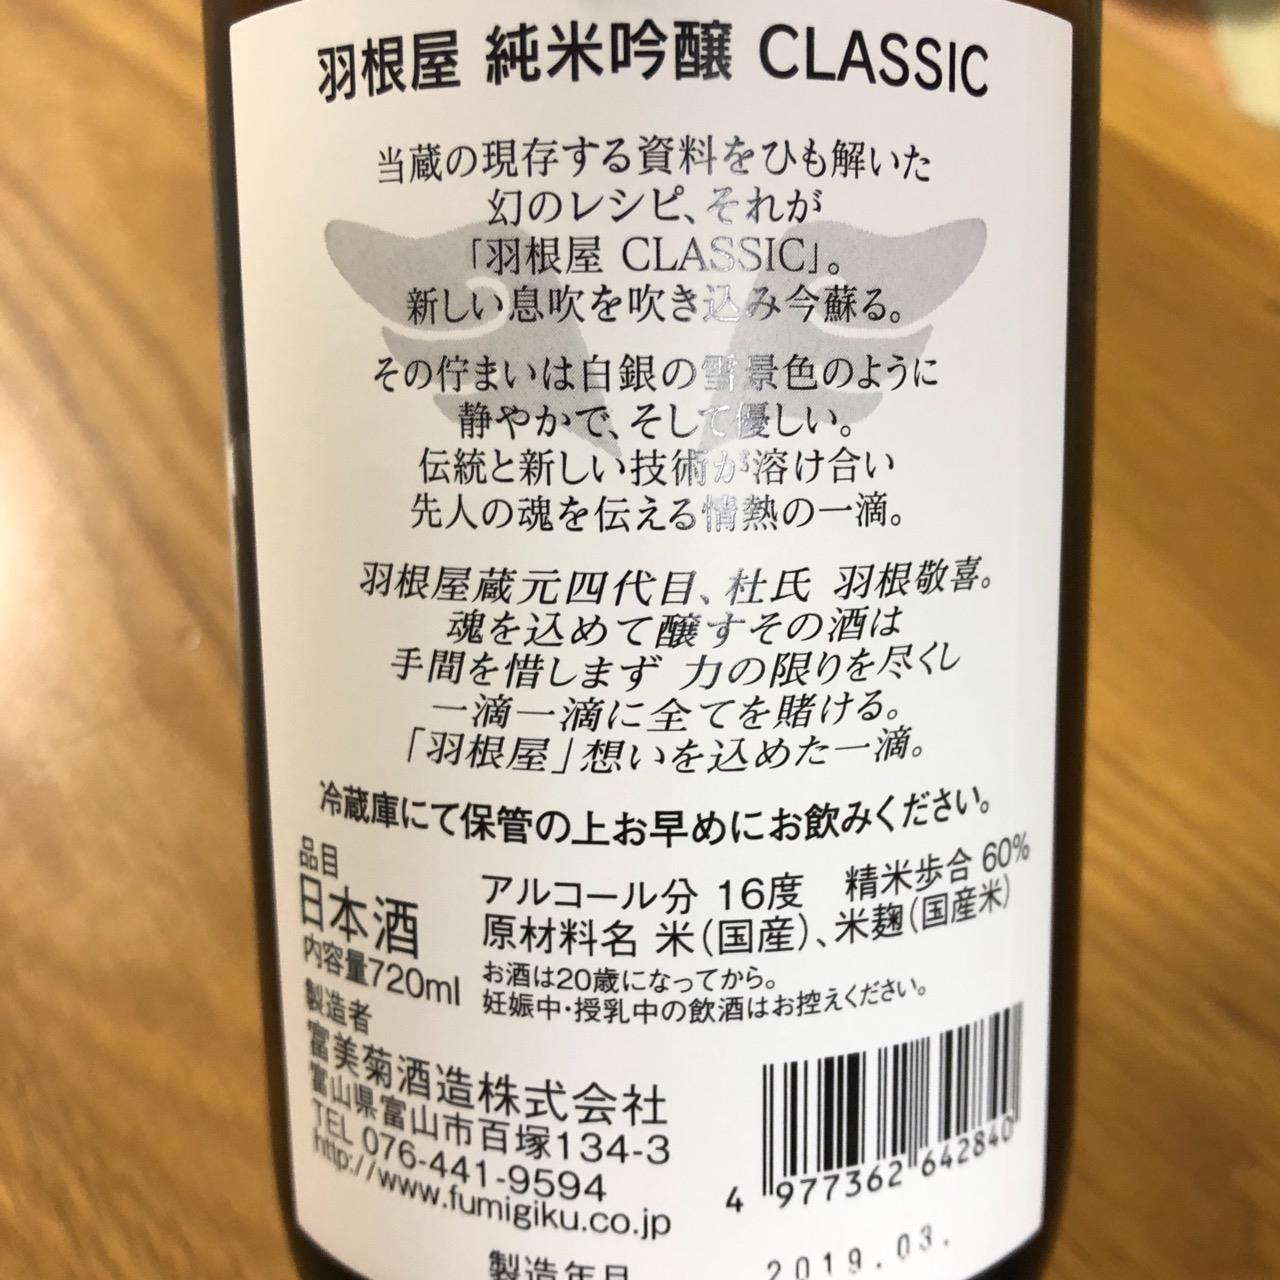 羽根屋 純米吟醸 CLASSIC
当蔵の現存する資料をひも解いた
幻のレシピ、それが
「羽根屋 CLASSIC」。
新しい息吹を吹き込み今蘇る。
その佇まいは白銀の雪景色のように
静やかで、そして優しい。
伝統と新しい技術が溶け合い
先人の魂を伝える情熱の一滴。
羽根屋蔵元四代目、杜氏 羽根敬喜。
魂を込めて醸すその酒は
手間を惜しまず 力の限りを尽くし
一滴一滴に全てを賭ける。
「羽根屋」想いを込めた一滴。
冷蔵庫にて保管の上お早めにお飲みください。
品目
日本酒
内容量720ml
アルコール分 16度 精米歩合 60%
原材料名 米(国産)、米麹(国産米)
お酒は20歳になってから。
妊娠中・授乳中の飲酒はお控えください。
製造者
富美菊酒造株式会社
富山県富山市百塚134-3
TEL 076-441-9594
http://www.fumigiku.co.jp
4 977362 642840
製造年月 2019.03.